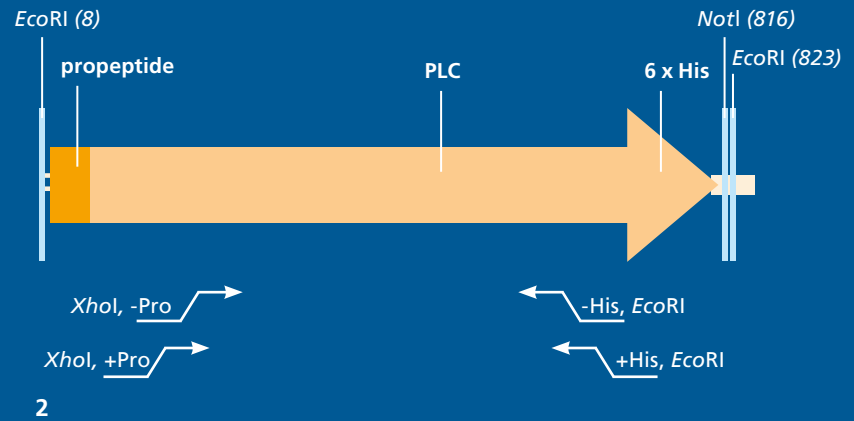 EcoRI (8)
NotI (816)
EcoRI (823)
propeptide
PLC
6 x His
XhoI, -Pro
-His, EcoRI
XhoI, +Pro
+His, EcoRI
2